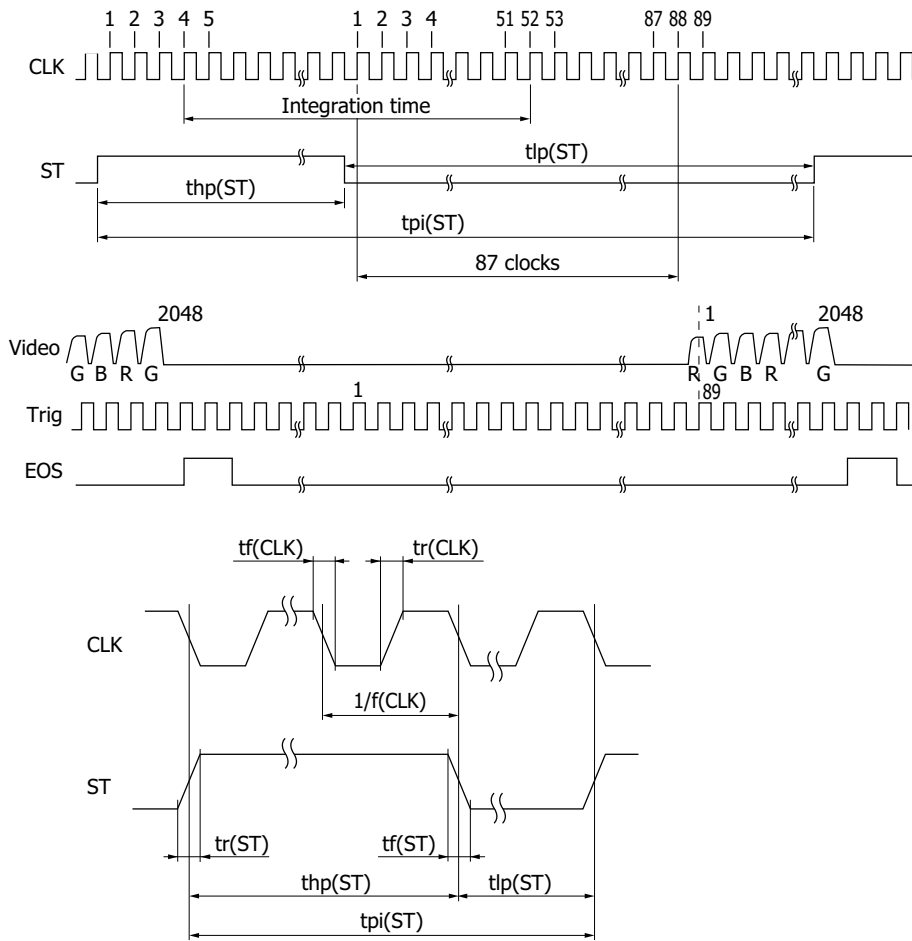 1 2 3 4 5 1 2 3 4 51 52 53 87 88 89
CLK
Integration time
tlp(ST)
ST
thp(ST)
tpi(ST)
87 clocks
2048 1 2048
Video
G B R G R G B R G
1 89
Trig
EOS
tf(CLK) tr(CLK)
CLK
1/f(CLK)
ST
tr(ST) tf(ST)
thp(ST) tlp(ST)
tpi(ST)